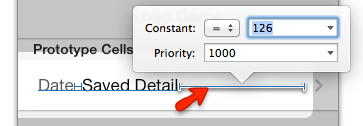 Constant: = 126
Priority: 1000
Prototype Cells
Date Saved Detail